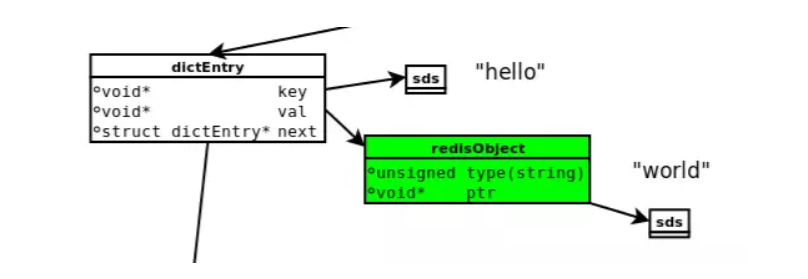 dictEntry
void* key
void* val
struct dictEntry* next
sds
"hello"
redisObject
unsigned type(string)
void* ptr
"world"
sds